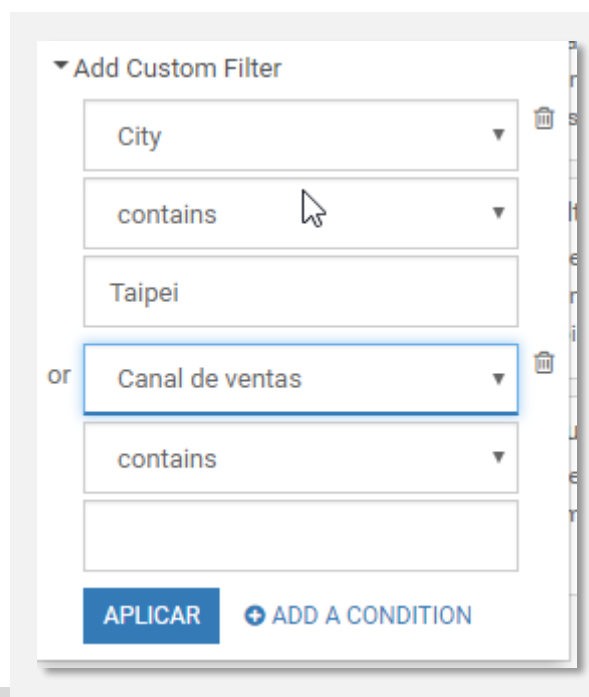 Add Custom Filter
City
contains
Taipei
or Canal de ventas
contains
APLICAR ADD A CONDITION